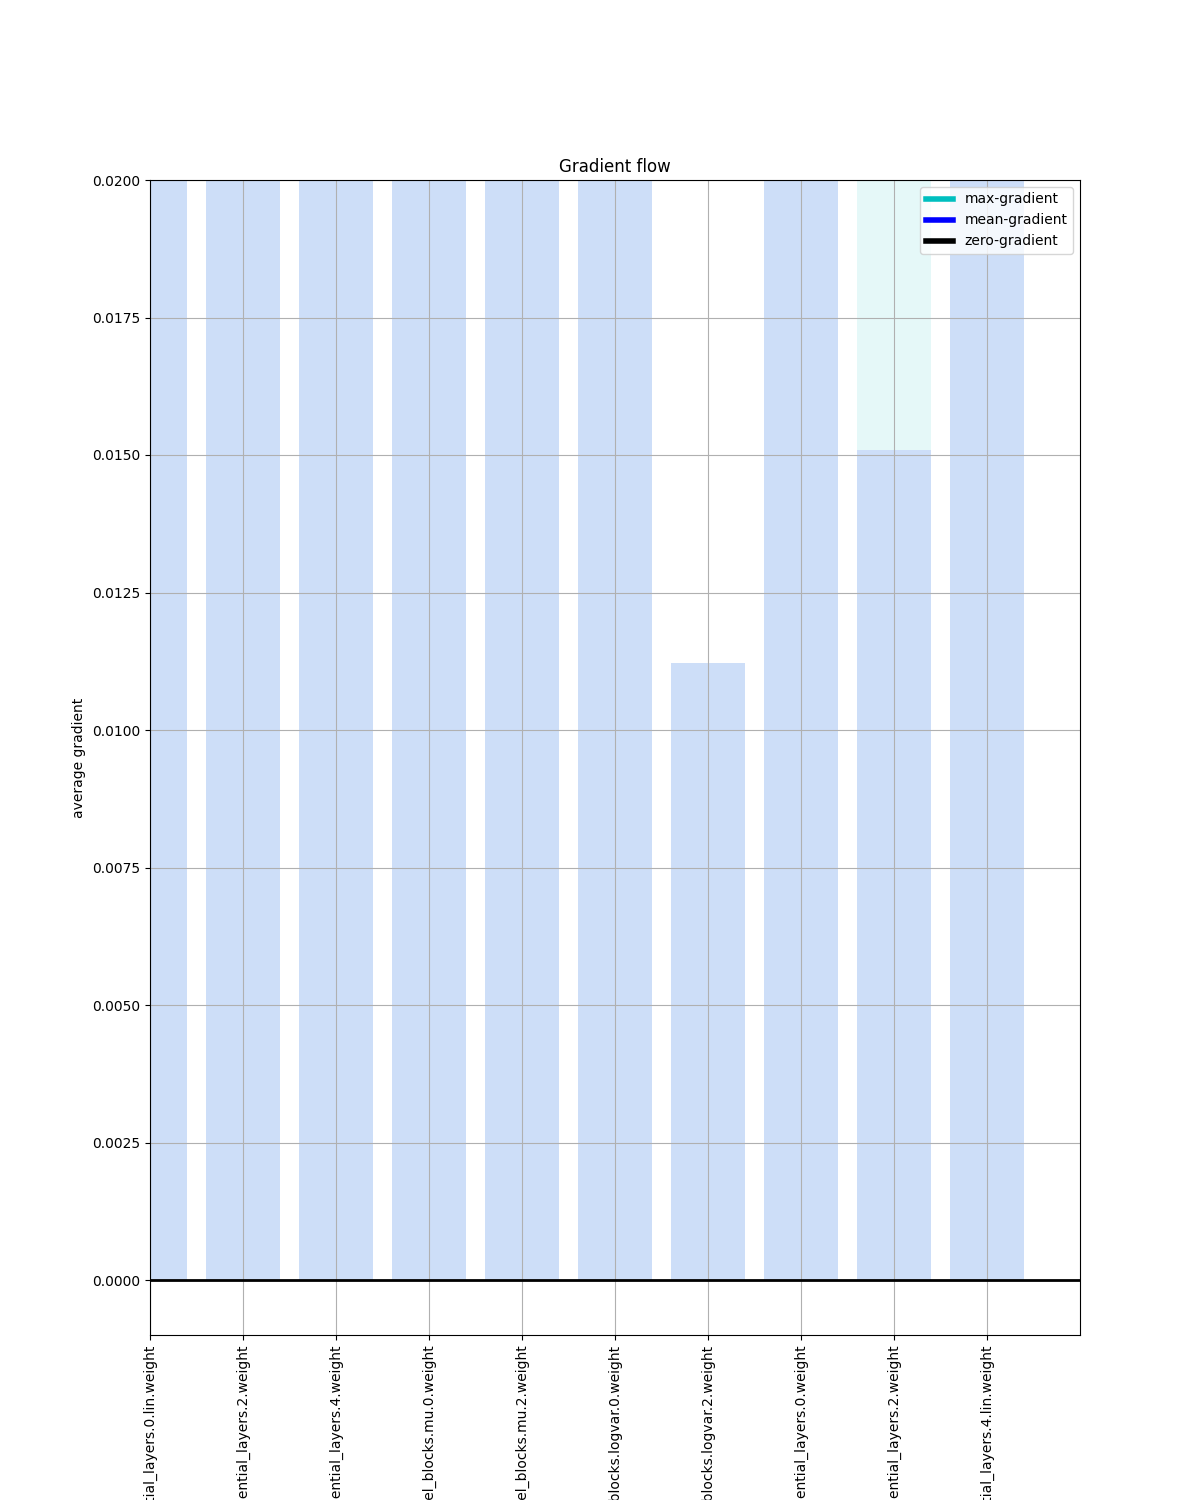 Gradient flow
max-gradient
mean-gradient
zero-gradient
0.0200
0.0175
0.0150
0.0125
0.0100
0.0075
0.0050
0.0025
0.0000
average gradient
tial_layers.0.lin.weight
ential_layers.2.weight
ential_layers.4.weight
el_blocks.mu.0.weight
el_blocks.mu.2.weight
blocks.logvar.0.weight
blocks.logvar.2.weight
ential_layers.0.weight
ential_layers.2.weight
tial_layers.4.lin.weight